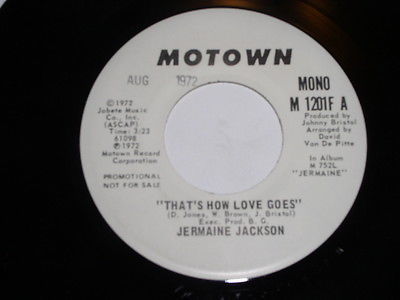 MOTOWN
AUG 1972
MONO
M 1201F A
©1972
Jobete Music
Co., Inc.
(ASCAP)
Time: 3:23
61098
℗1972
Motown Record
Corporation
Produced by
Johnny Bristol
Arranged by
David
Van De Pitte
In Album
M 752L
"JERMAINE"
PROMOTIONAL
NOT FOR SALE
"THAT'S HOW LOVE GOES"
(D. Jones, W. Brown, J. Bristol)
Exec. Prod. B. G.
JERMAINE JACKSON